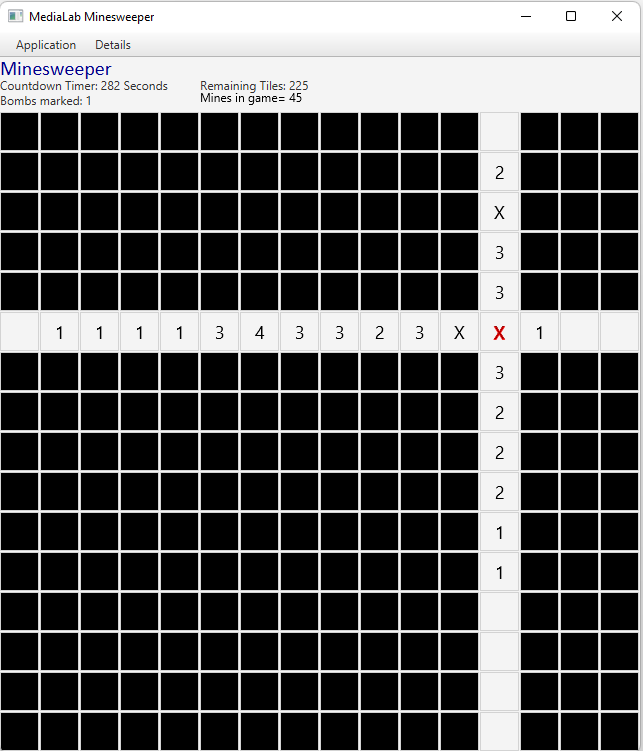 MediaLab Minesweeper
Application Details
Minesweeper
Countdown Timer: 282 Seconds Remaining Tiles: 225
Bombs marked: 1 Mines in game= 45
2
X
3
3
1 1 1 1 3 4 3 3 2 3 X X 1
3
2
2
2
1
1